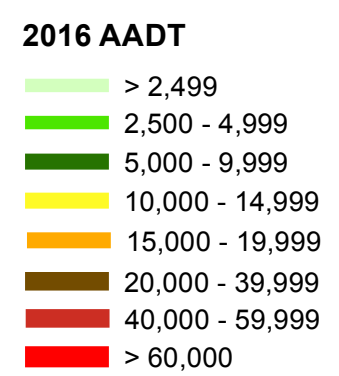 2016 AADT
> 2,499
2,500 - 4,999
5,000 - 9,999
10,000 - 14,999
15,000 - 19,999
20,000 - 39,999
40,000 - 59,999
> 60,000